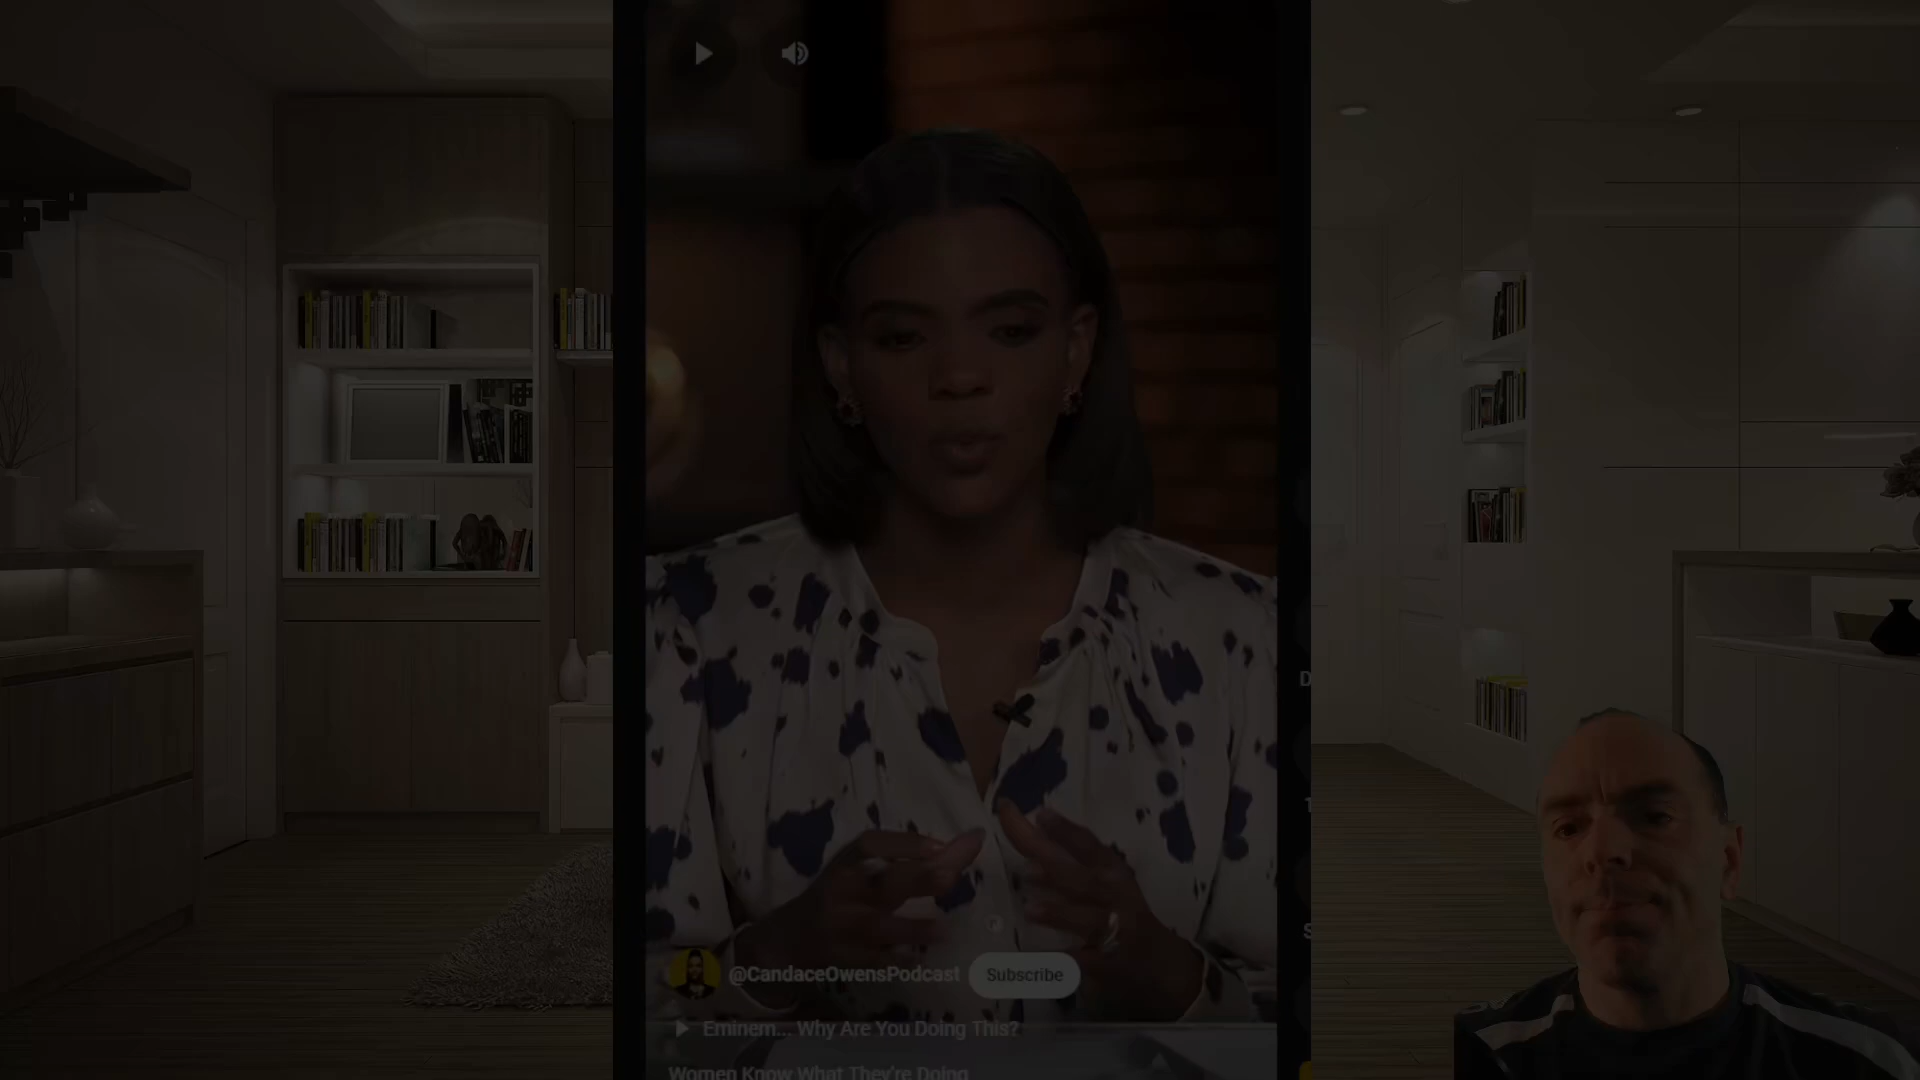 @CandaceOwensPodcast Subscribe
Eminem... Why Are You Doing This?
Women Know What They're Doing